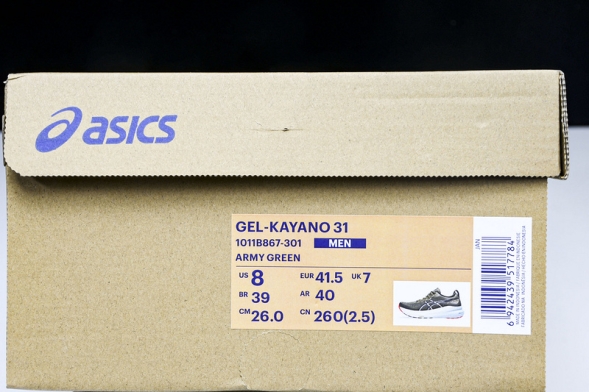 asics
GEL-KAYANO 31
1011B867-301 MEN
ARMY GREEN
US 8 EUR 41.5 UK 7
BR 39 AR 40
CM 26.0 CN 260(2.5)
JAN
6 942439 517784